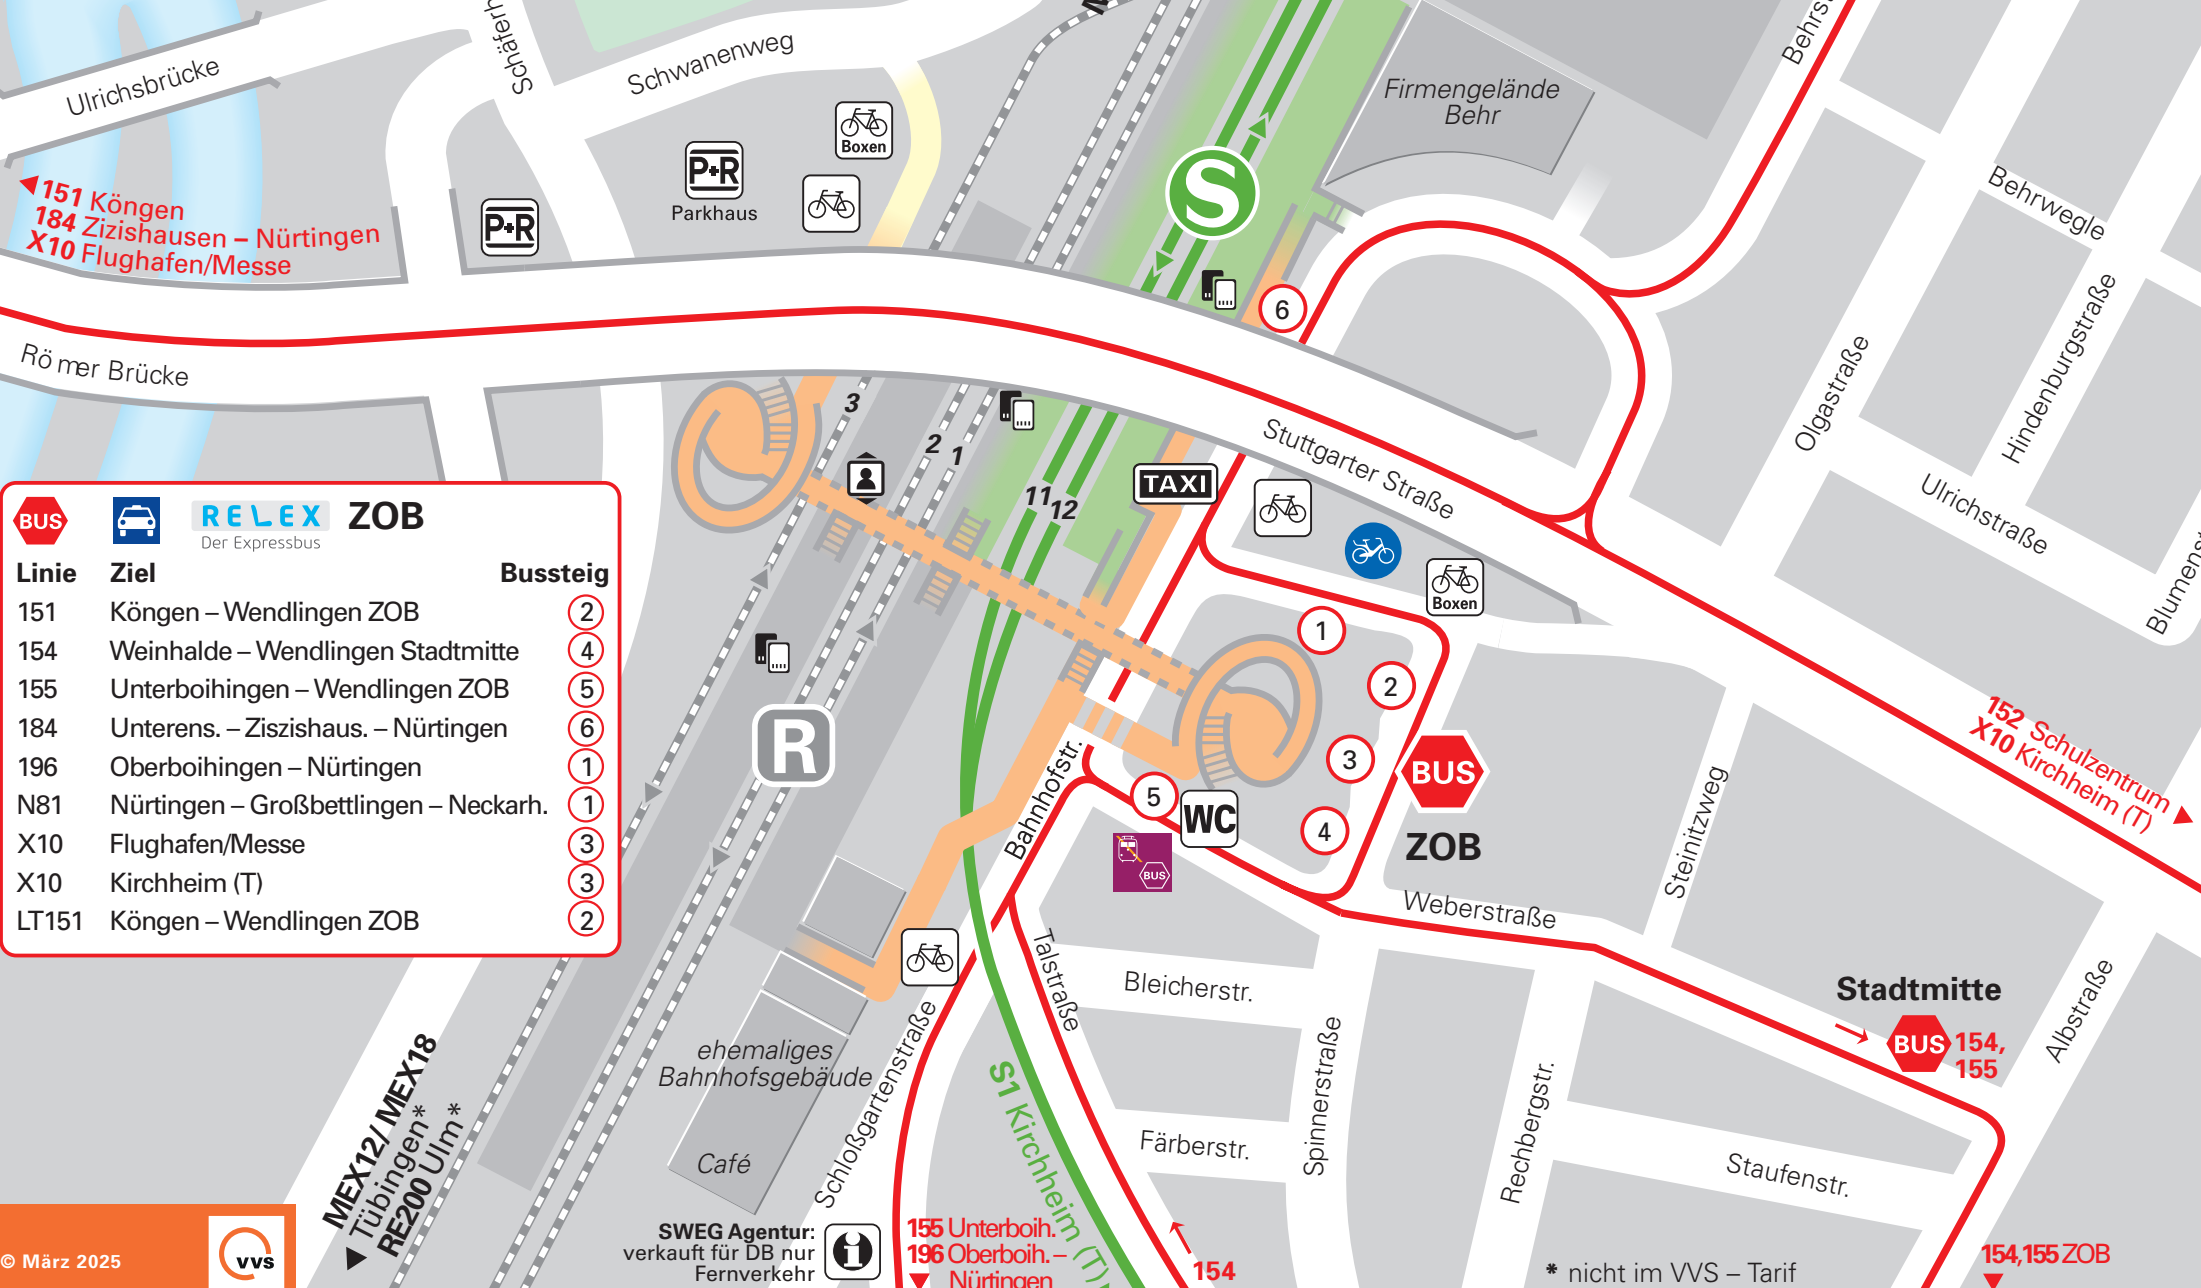 Ulrichsbrücke
Schwanenweg
Firmengelände
Behr
Behrwegle
Hindenburgstraße
Olgastraße
Ulrichstraße
P+R
P+R
Parkhaus
Boxen
S
151 Köngen
184 Zizishausen – Nürtingen
X10 Flughafen/Messe
Römer Brücke
6
3
2
1
11
12
TAXI
Stuttgarter Straße
Boxen
BUS
RELEX
Der Expressbus
ZOB
Linie Ziel Bussteig
151 Köngen – Wendlingen ZOB 2
154 Weinhalde – Wendlingen Stadtmitte 4
155 Unterboihingen – Wendlingen ZOB 5
184 Unterens. – Ziszishaus. – Nürtingen 6
196 Oberboihingen – Nürtingen 1
N81 Nürtingen – Großbettlingen – Neckarh. 1
X10 Flughafen/Messe 3
X10 Kirchheim (T) 3
LT151 Köngen – Wendlingen ZOB 2
R
1
2
3
4
5
WC
BUS
BUS
ZOB
Bahnhofstr.
152 Schulzentrum
X10 Kirchheim (T)
Steinitzweg
Weberstraße
Talstraße
Bleicherstr.
Stadtmitte
BUS 154,
155
Albstraße
ehemaliges
Bahnhofsgebäude
Café
Schloßgartenstraße
S1 Kirchheim (T)
Färberstr.
Spinnerstraße
Rechbergstr.
Staufenstr.
MEX12/ MEX18
Tübingen*
RE200 Ulm*
SWEG Agentur:
verkauft für DB nur
Fernverkehr
i
155 Unterboih.
196 Oberboih. –
Nürtingen
154
154,155 ZOB
* nicht im VVS – Tarif
© März 2025
vvs